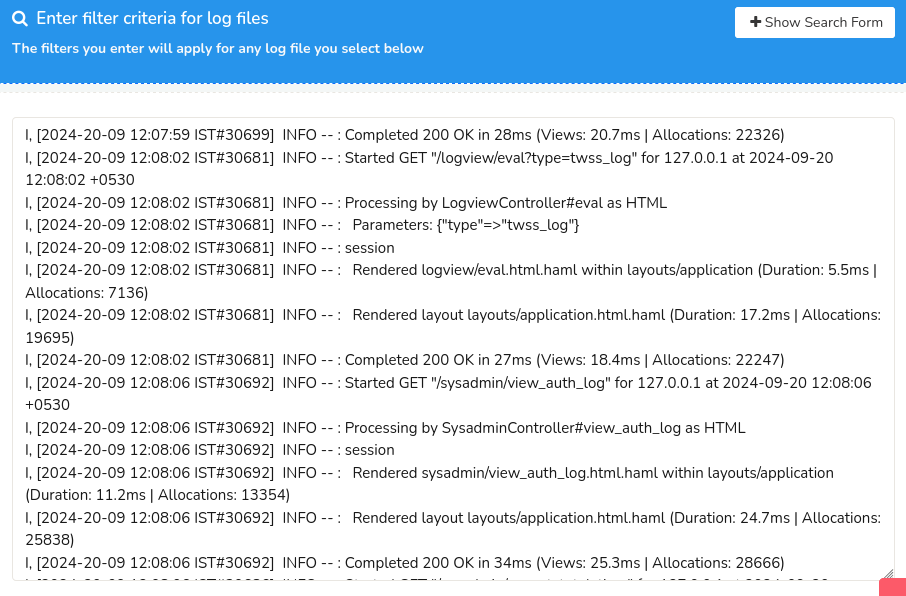 Enter filter criteria for log files
Show Search Form
The filters you enter will apply for any log file you select below
I, [2024-20-09 12:07:59 IST#30699]  INFO -- : Completed 200 OK in 28ms (Views: 20.7ms | Allocations: 22326)
I, [2024-20-09 12:08:02 IST#30681]  INFO -- : Started GET "/logview/eval?type=twss_log" for 127.0.0.1 at 2024-09-20
12:08:02 +0530
I, [2024-20-09 12:08:02 IST#30681]  INFO -- : Processing by LogviewController#eval as HTML
I, [2024-20-09 12:08:02 IST#30681]  INFO -- :   Parameters: {"type"=>"twss_log"}
I, [2024-20-09 12:08:02 IST#30681]  INFO -- : session
I, [2024-20-09 12:08:02 IST#30681]  INFO -- :   Rendered logview/eval.html.haml within layouts/application (Duration: 5.5ms |
Allocations: 7136)
I, [2024-20-09 12:08:02 IST#30681]  INFO -- :   Rendered layout layouts/application.html.haml (Duration: 17.2ms | Allocations:
19695)
I, [2024-20-09 12:08:02 IST#30681]  INFO -- : Completed 200 OK in 27ms (Views: 18.4ms | Allocations: 22247)
I, [2024-20-09 12:08:06 IST#30692]  INFO -- : Started GET "/sysadmin/view_auth_log" for 127.0.0.1 at 2024-09-20 12:08:06
+0530
I, [2024-20-09 12:08:06 IST#30692]  INFO -- : Processing by SysadminController#view_auth_log as HTML
I, [2024-20-09 12:08:06 IST#30692]  INFO -- : session
I, [2024-20-09 12:08:06 IST#30692]  INFO -- :   Rendered sysadmin/view_auth_log.html.haml within layouts/application
(Duration: 11.2ms | Allocations: 13354)
I, [2024-20-09 12:08:06 IST#30692]  INFO -- :   Rendered layout layouts/application.html.haml (Duration: 24.7ms | Allocations:
25838)
I, [2024-20-09 12:08:06 IST#30692]  INFO -- : Completed 200 OK in 34ms (Views: 25.3ms | Allocations: 28666)